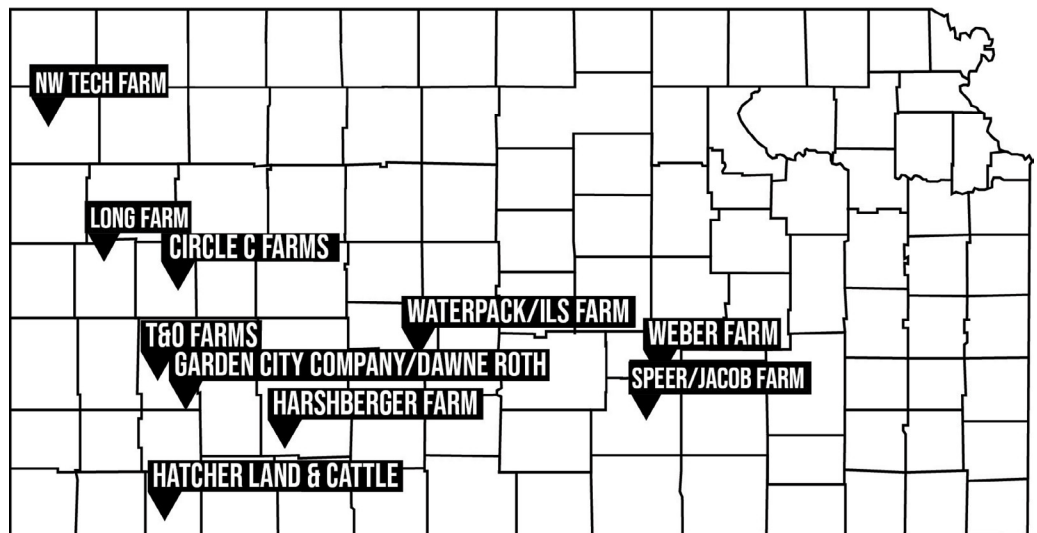 NW TECH FARM
LONG FARM
CIRCLE C FARMS
WATERPACK/ILS FARM
T&O FARMS
WEBER FARM
GARDEN CITY COMPANY/DAWNE ROTH
SPEER/JACOB FARM
HARSHBERGER FARM
HATCHER LAND & CATTLE